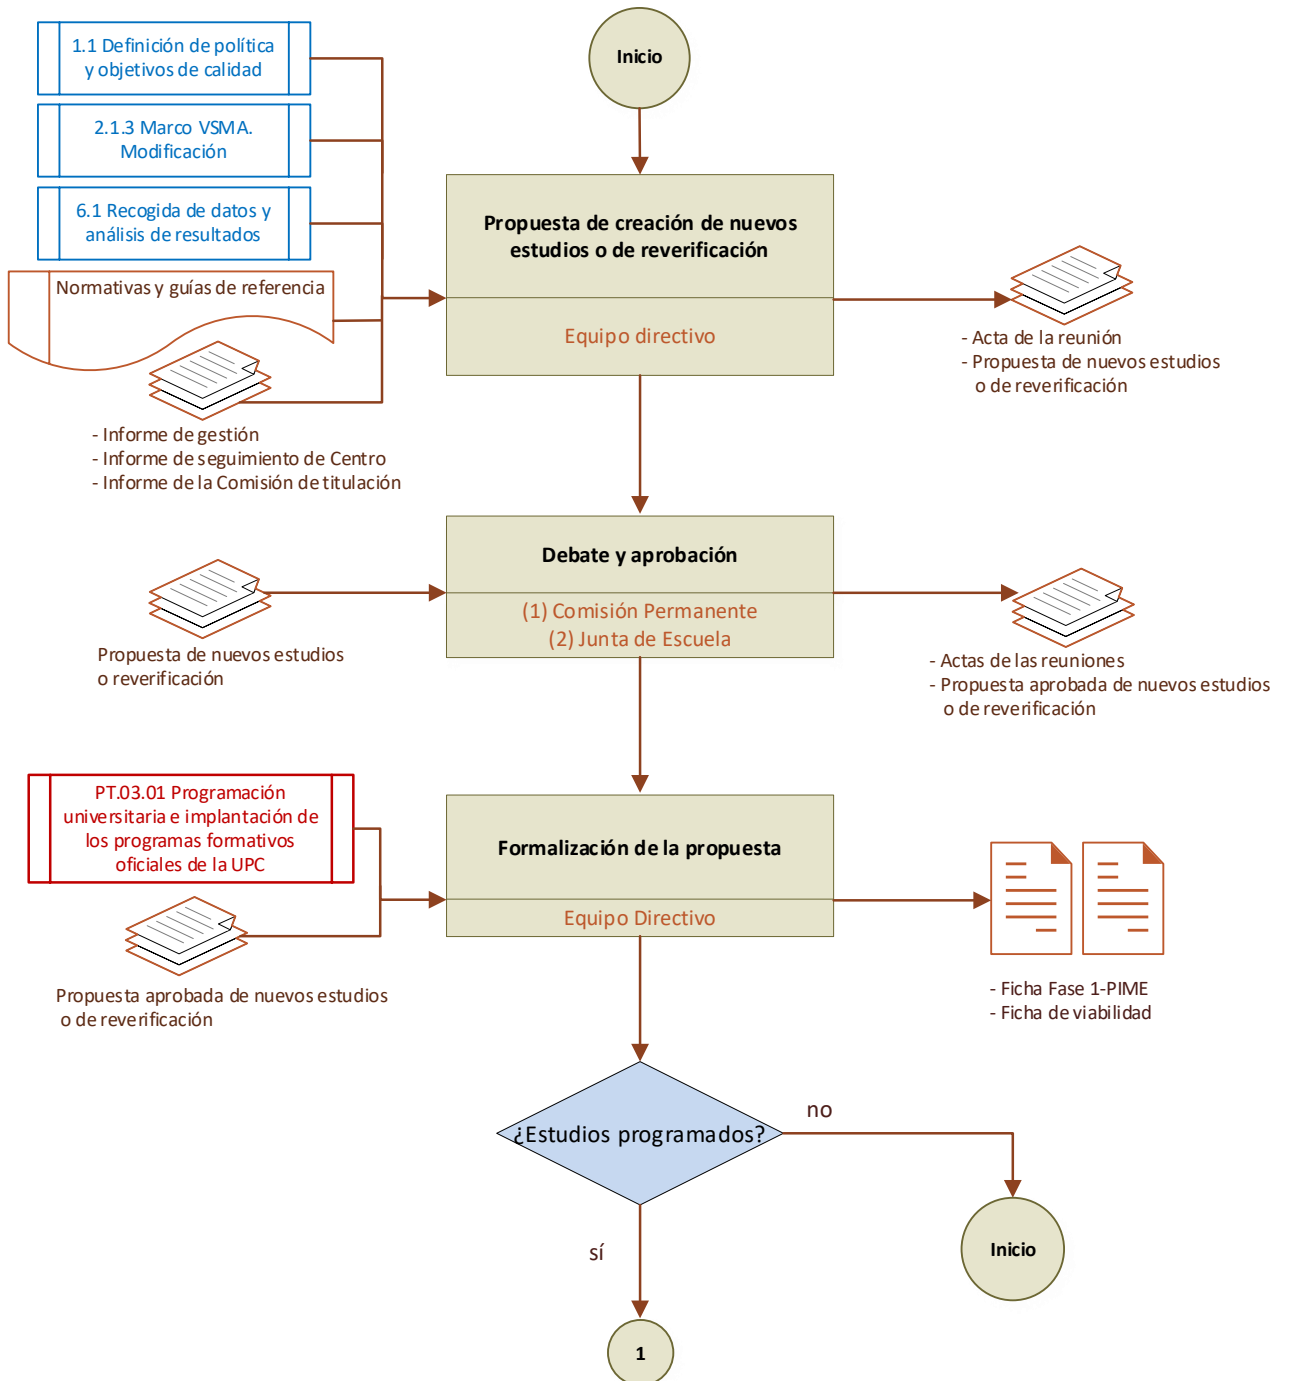 Inicio
1.1 Definición de política
y objetivos de calidad
2.1.3 Marco VSMA.
Modificación
6.1 Recogida de datos y
análisis de resultados
Normativas y guías de referencia
- Informe de gestión
- Informe de seguimiento de Centro
- Informe de la Comisión de titulación
Propuesta de creación de nuevos
estudios o de reverificación
Equipo directivo
- Acta de la reunión
- Propuesta de nuevos estudios
o de reverificación
Propuesta de nuevos estudios
o reverificación
Debate y aprobación
(1) Comisión Permanente
(2) Junta de Escuela
- Actas de las reuniones
- Propuesta aprobada de nuevos estudios
o de reverificación
PT.03.01 Programación
universitaria e implantación de
los programas formativos
oficiales de la UPC
Propuesta aprobada de nuevos estudios
o de reverificación
Formalización de la propuesta
Equipo Directivo
- Ficha Fase 1-PIME
- Ficha de viabilidad
¿Estudios programados?
no
sí
Inicio
1